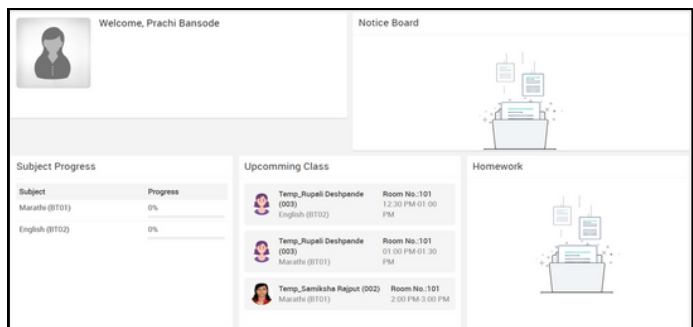 Welcome, Prachi Bansode
Notice Board
Subject Progress
Subject Progress
Marathi (BT01) 0%
English (BT02) 0%
Upcomming Class
Temp_Rupali Deshpande Room No.:101
(003) 12:30 PM-01:00
English (BT02) PM
Temp_Rupali Deshpande Room No.:101
(003) 01:00 PM-01:30
Marathi (BT01) PM
Temp_Samiksha Rajput (002) Room No.:101
Marathi (BT01) 2:00 PM-3:00 PM
Homework